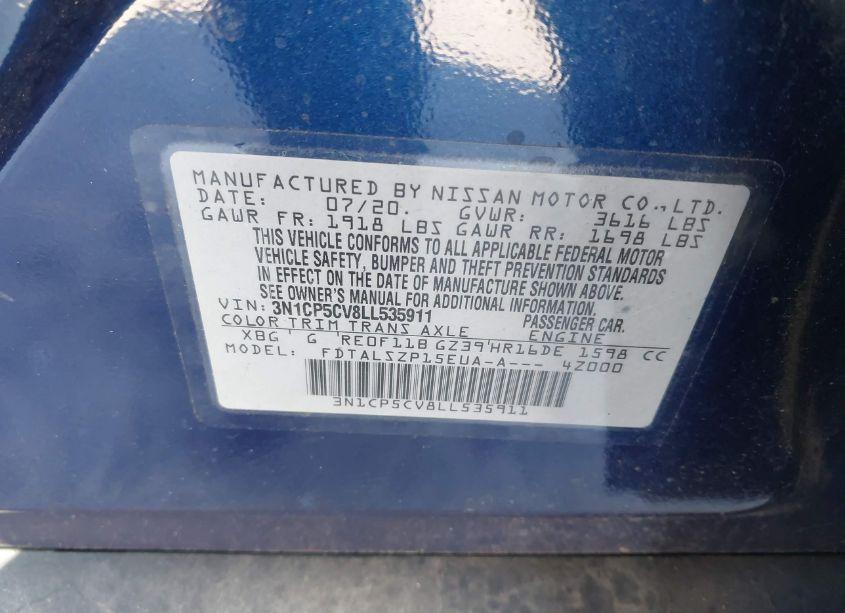 MANUFACTURED BY NISSAN MOTOR CO.,LTD.
DATE: 07/20. GVWR: 3616 LBS
GAWR FR: 1918 LBS GAWR RR: 1698 LBS
THIS VEHICLE CONFORMS TO ALL APPLICABLE FEDERAL MOTOR
VEHICLE SAFETY, BUMPER AND THEFT PREVENTION STANDARDS
IN EFFECT ON THE DATE OF MANUFACTURE SHOWN ABOVE.
SEE OWNER'S MANUAL FOR ADDITIONAL INFORMATION.
VIN: 3N1CP5CV8LL535911 PASSENGER CAR.
COLOR TRIM TRANS AXLE ENGINE
XBG G RE0F11B GZ39 HR16DE 1598 CC
MODEL: FDTALSZP15EUA-A--- 4Z000
3N1CP5CV8LL535911